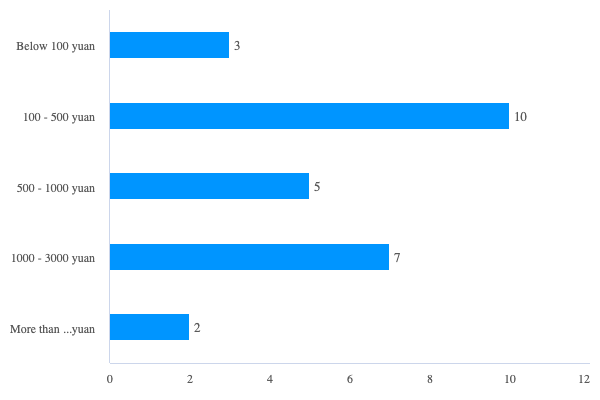 Below 100 yuan 3
100 - 500 yuan 10
500 - 1000 yuan 5
1000 - 3000 yuan 7
More than ...yuan 2
0 2 4 6 8 10 12